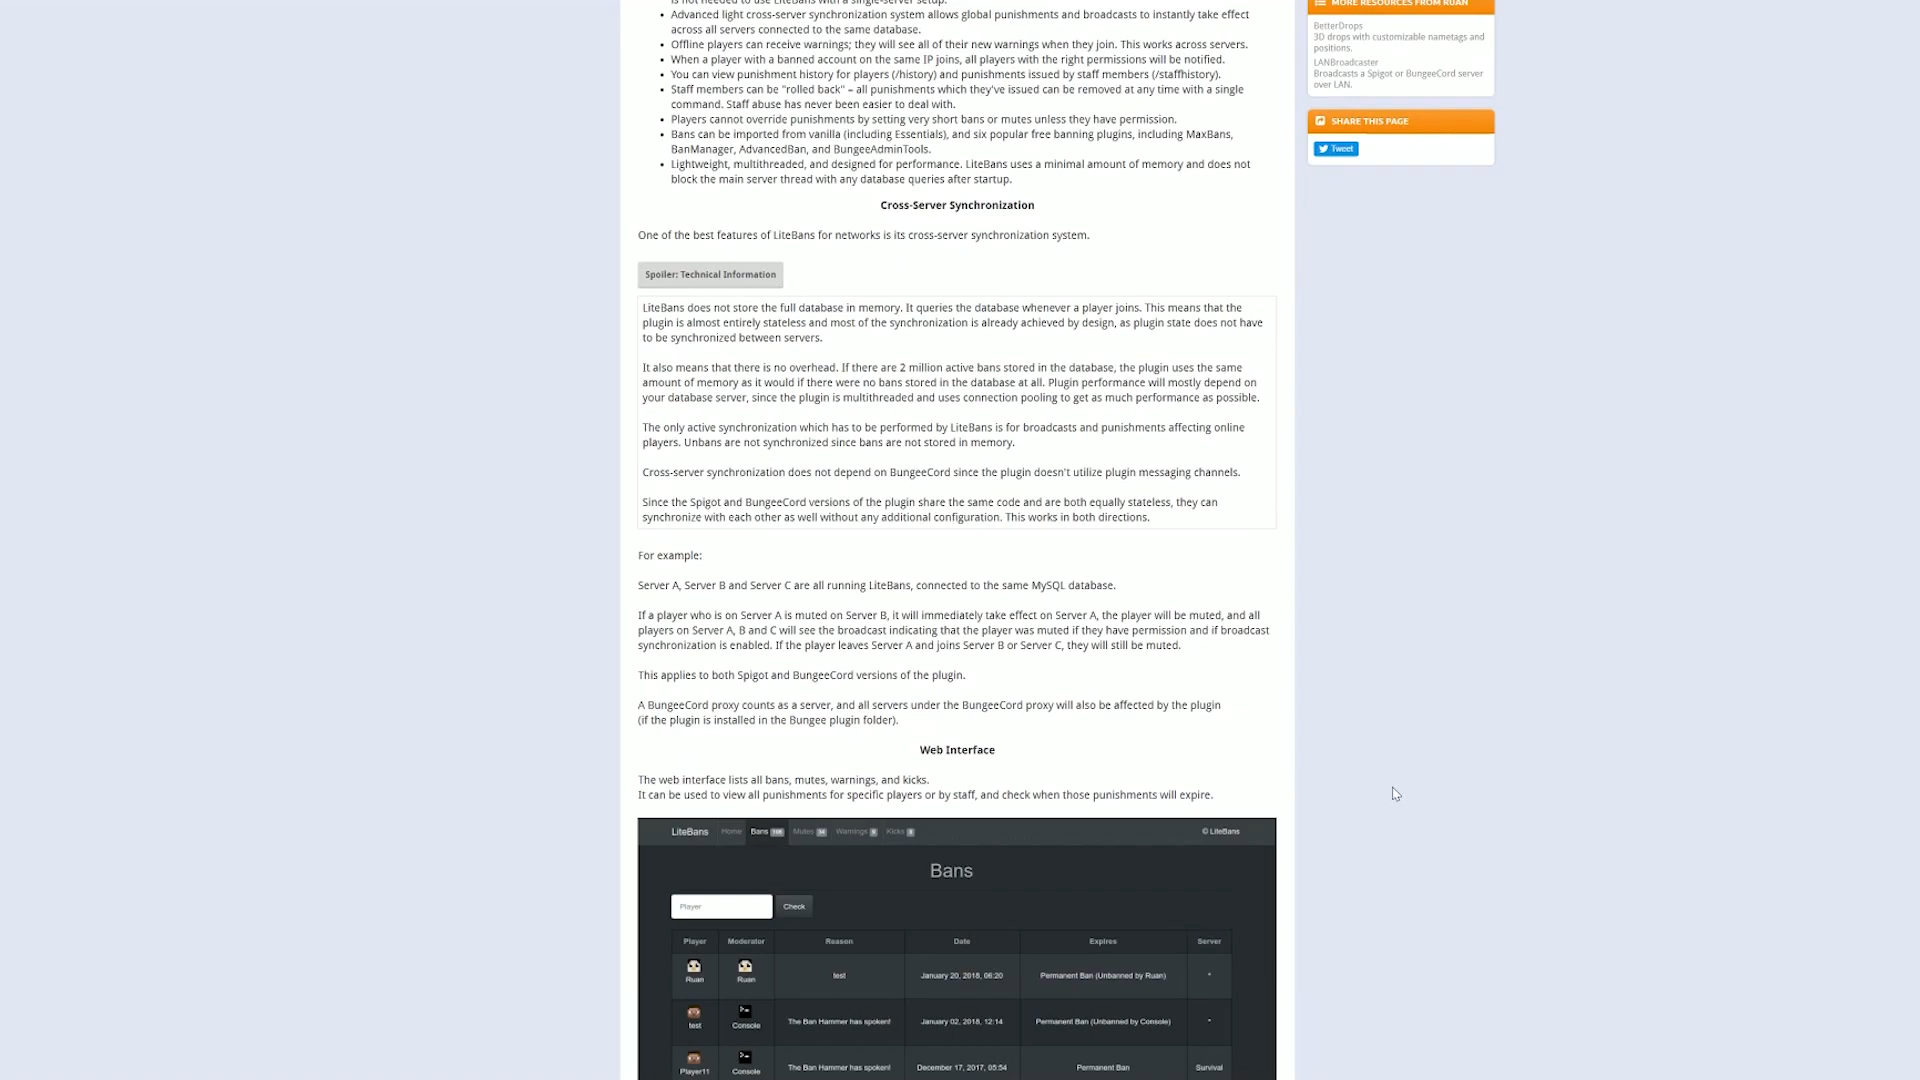 is not needed to use LiteBans with a single-server setup.
• Advanced light cross-server synchronization system allows global punishments and broadcasts to instantly take effect
across all servers connected to the same database.
• Offline players can receive warnings; they will see all of their new warnings when they join. This works across servers.
• When a player with a banned account on the same IP joins, all players with the right permissions will be notified.
• You can view punishment history for players (/history) and punishments issued by staff members (/staffhistory).
• Staff members can be "rolled back" – all punishments which they've issued can be removed at any time with a single
command. Staff abuse has never been easier to deal with.
• Players cannot override punishments by setting very short bans or mutes unless they have permission.
• Bans can be imported from vanilla (including Essentials), and six popular free banning plugins, including MaxBans,
BanManager, AdvancedBan, and BungeeAdminTools.
• Lightweight, multithreaded, and designed for performance. LiteBans uses a minimal amount of memory and does not
block the main server thread with any database queries after startup.
Cross-Server Synchronization
One of the best features of LiteBans for networks is its cross-server synchronization system.
Spoiler: Technical Information
LiteBans does not store the full database in memory. It queries the database whenever a player joins. This means that the
plugin is almost entirely stateless and most of the synchronization is already achieved by design, as plugin state does not have
to be synchronized between servers.
It also means that there is no overhead. If there are 2 million active bans stored in the database, the plugin uses the same
amount of memory as it would if there were no bans stored in the database at all. Plugin performance will mostly depend on
your database server, since the plugin is multithreaded and uses connection pooling to get as much performance as possible.
The only active synchronization which has to be performed by LiteBans is for broadcasts and punishments affecting online
players. Unbans are not synchronized since bans are not stored in memory.
Cross-server synchronization does not depend on BungeeCord since the plugin doesn't utilize plugin messaging channels.
Since the Spigot and BungeeCord versions of the plugin share the same code and are both equally stateless, they can
synchronize with each other as well without any additional configuration. This works in both directions.
For example:
Server A, Server B and Server C are all running LiteBans, connected to the same MySQL database.
If a player who is on Server A is muted on Server B, it will immediately take effect on Server A, the player will be muted, and all
players on Server A, B and C will see the broadcast indicating that the player was muted if they have permission and if broadcast
synchronization is enabled. If the player leaves Server A and joins Server B or Server C, they will still be muted.
This applies to both Spigot and BungeeCord versions of the plugin.
A BungeeCord proxy counts as a server, and all servers under the BungeeCord proxy will also be affected by the plugin
(if the plugin is installed in the Bungee plugin folder).
Web Interface
The web interface lists all bans, mutes, warnings, and kicks.
It can be used to view all punishments for specific players or by staff, and check when those punishments will expire.
LiteBans Home Bans Mutes Warnings Kicks © LiteBans
Bans
Player Check
Player Moderator Reason Date Expires Server
Ruan Ruan test January 20, 2018, 06:20 Permanent Ban (Unbanned by Ruan) *
test Console The Ban Hammer has spoken! January 02, 2018, 12:14 Permanent Ban (Unbanned by Console) *
Player11 Console The Ban Hammer has spoken! December 17, 2017, 05:54 Permanent Ban Survival
MORE RESOURCES FROM RUAN
BetterDrops
3D drops with customizable nametags and
positions.
LANBroadcaster
Broadcasts a Spigot or BungeeCord server
over LAN.
SHARE THIS PAGE
Tweet